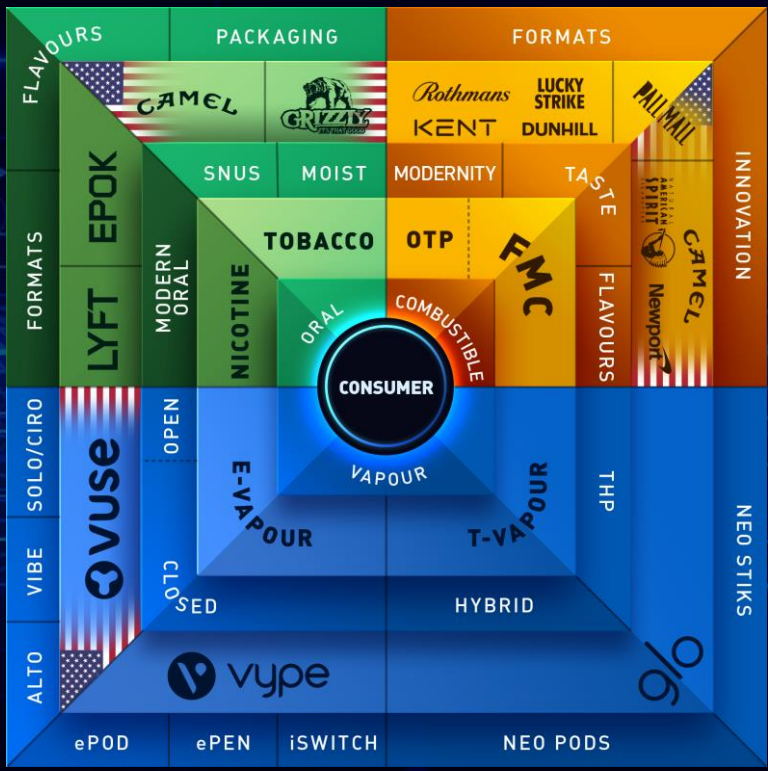 FLAVOURS
PACKAGING
FORMATS
CAMEL
GRIZZLY
Rothmans
LUCKY
STRIKE
KENT
DUNHILL
PALL MALL
EPOK
SNUS
MOIST
MODERNITY
TASTE
INNOVATION
NATURAL
AMERICAN
SPIRIT
CAMEL
Newport
FORMATS
LYFT
MODERN
ORAL
NICOTINE
TOBACCO
OTP
FMC
FLAVOURS
ORAL
COMBUSTIBLE
CONSUMER
VAPOUR
SOLO/CIRO
VIBE
ALTO
vuse
OPEN
CLOSED
E-VAPOUR
T-VAPOUR
THP
HYBRID
NEO STIKS
vype
glo
ePOD
ePEN
iSWITCH
NEO PODS